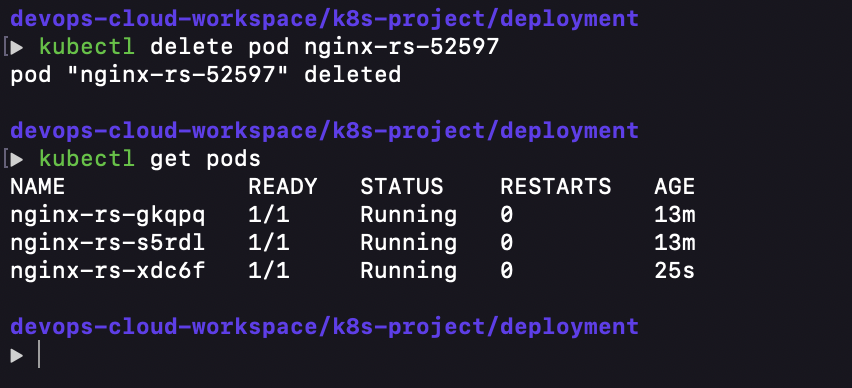 devops-cloud-workspace/k8s-project/deployment
kubectl delete pod nginx-rs-52597
pod "nginx-rs-52597" deleted
devops-cloud-workspace/k8s-project/deployment
kubectl get pods
NAME READY STATUS RESTARTS AGE
nginx-rs-gkqpq 1/1 Running 0 13m
nginx-rs-s5rdl 1/1 Running 0 13m
nginx-rs-xdc6f 1/1 Running 0 25s
devops-cloud-workspace/k8s-project/deployment